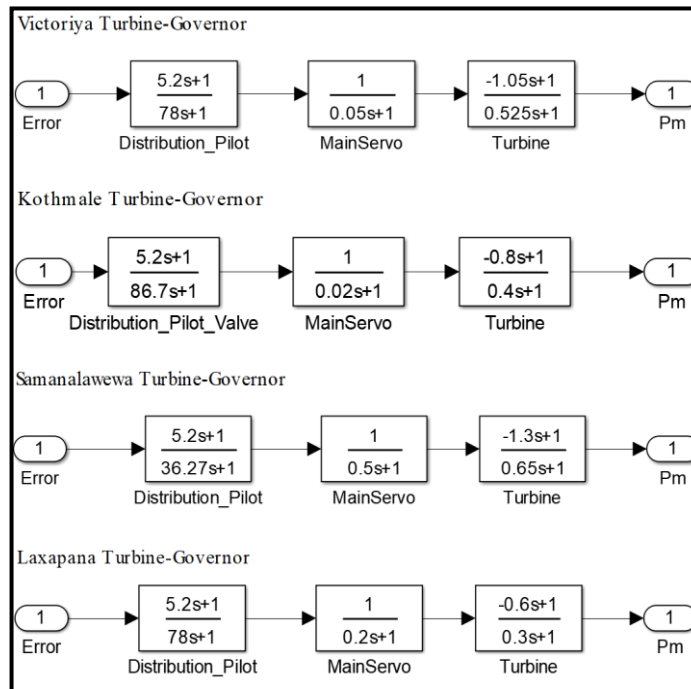 Victoriya Turbine-Governor
1 5.2s+1 1 -1.05s+1 1
78s+1 0.05s+1 0.525s+1
Error Distribution_Pilot MainServo Turbine Pm
Kothmale Turbine-Governor
1 5.2s+1 1 -0.8s+1 1
86.7s+1 0.02s+1 0.4s+1
Error Distribution_Pilot_Valve MainServo Turbine Pm
Samanalawewa Turbine-Governor
1 5.2s+1 1 -1.3s+1 1
36.27s+1 0.5s+1 0.65s+1
Error Distribution_Pilot MainServo Turbine Pm
Laxapana Turbine-Governor
1 5.2s+1 1 -0.6s+1 1
78s+1 0.2s+1 0.3s+1
Error Distribution_Pilot MainServo Turbine Pm